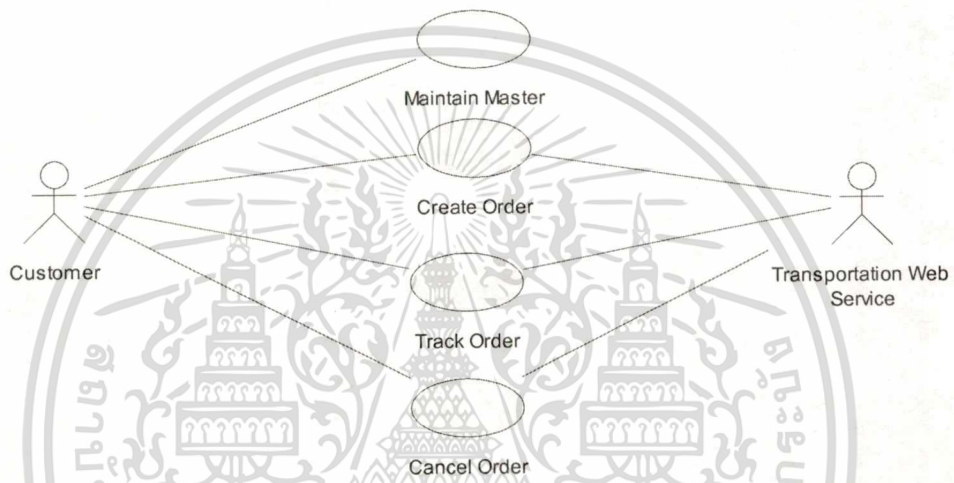 Maintain Master
Create Order
Customer
Transportation Web
Service
Track Order
Cancel Order